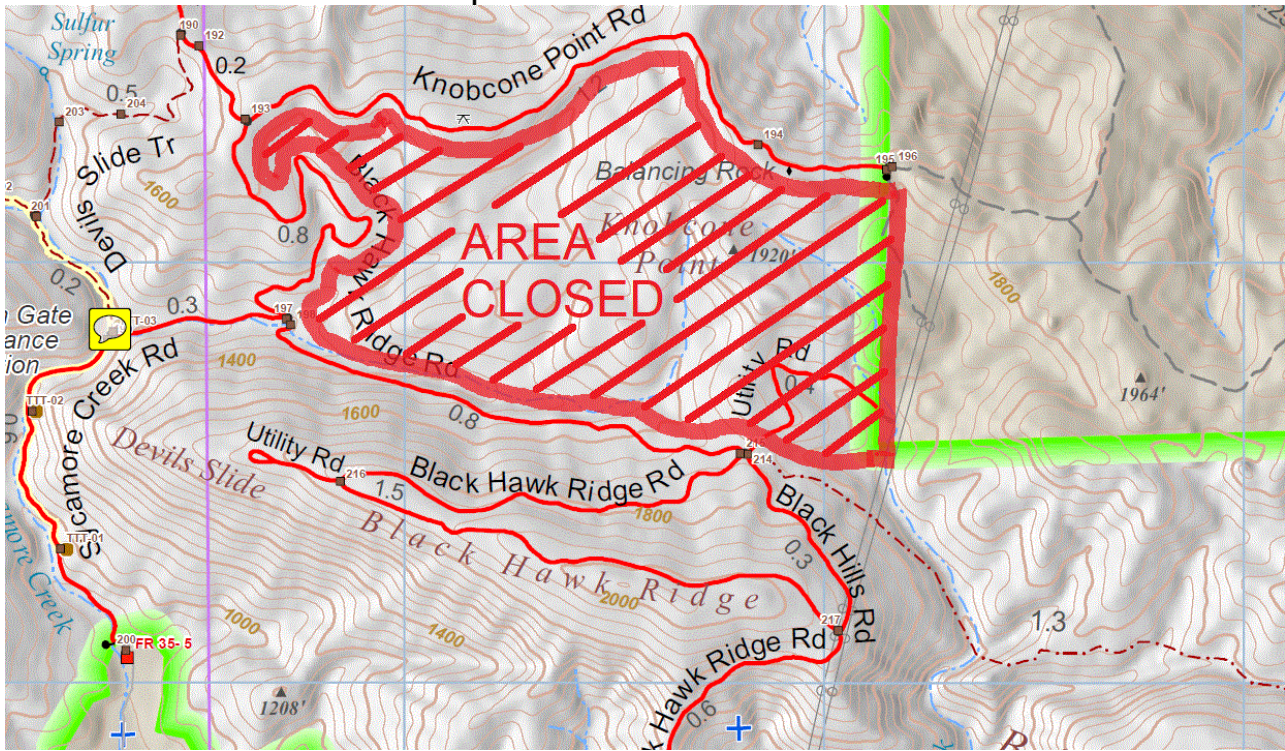 Sulfur
Spring
190
192
0.2
Knobcone Point Rd
1.2
0.5
204
203
193
Slide Tr
Devils
1600
194
195
196
Balancing Rock
Knobcone
Point
1920'
Black Hawk Ridge Rd
201
0.8
AREA
CLOSED
0.2
0.3
197
1800
1400
Utility Rd
0.4
1964'
TTT-02
Sycamore Creek Rd
1600
0.8
Devils Slide
Utility Rd
216
1.5
Black Hawk Ridge Rd
1800
214
TTT-01
Black Hawk Ridge
2000
Black Hills Rd
0.3
1000
1400
217
1.3
200
FR 35- 5
Hawk Ridge Rd
0.6
1208'